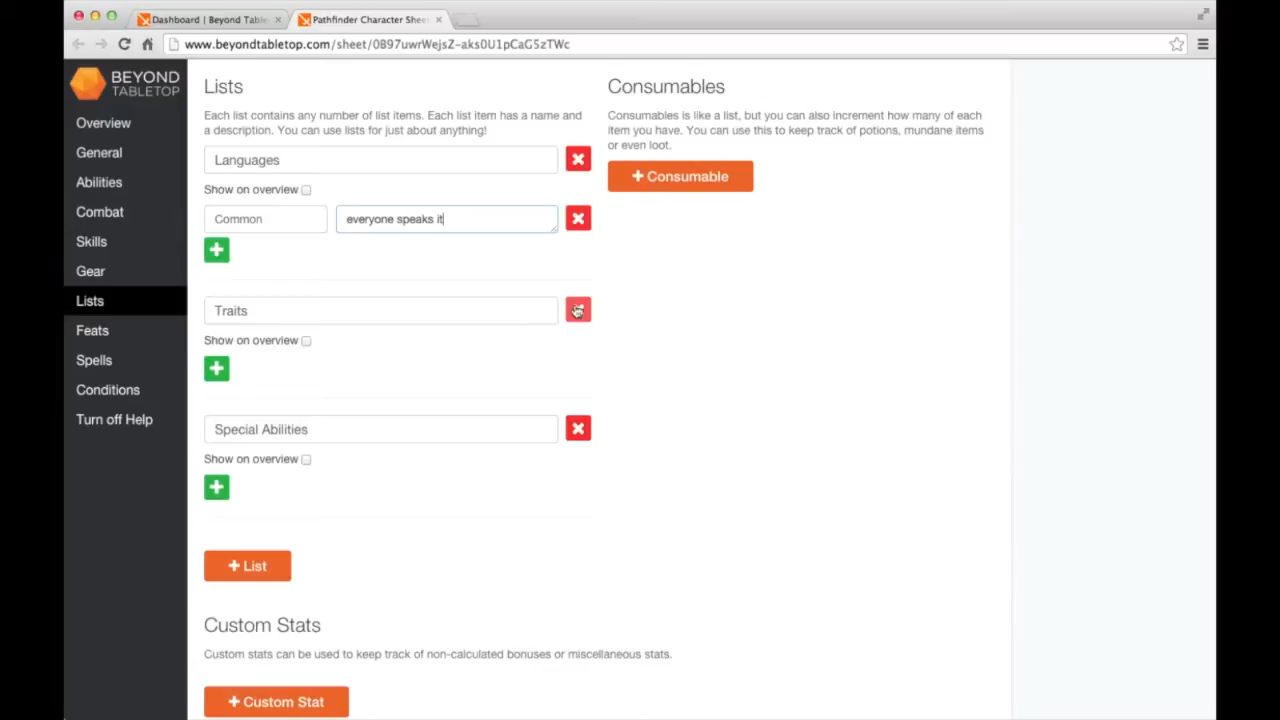 Dashboard | Beyond Table
Pathfinder Character Shee
www.beyondtabletop.com/sheet/0B97uwrWejsZ-aks0U1pCaG5zTWc
BEYOND
TABLETOP
Overview
General
Abilities
Combat
Skills
Gear
Lists
Feats
Spells
Conditions
Turn off Help
Lists
Each list contains any number of list items. Each list item has a name and
a description. You can use lists for just about anything!
Languages
Show on overview
Common
everyone speaks it
Traits
Show on overview
Special Abilities
Show on overview
+ List
Custom Stats
Custom stats can be used to keep track of non-calculated bonuses or miscellaneous stats.
+ Custom Stat
Consumables
Consumables is like a list, but you can also increment how many of each
item you have. You can use this to keep track of potions, mundane items
or even loot.
+ Consumable